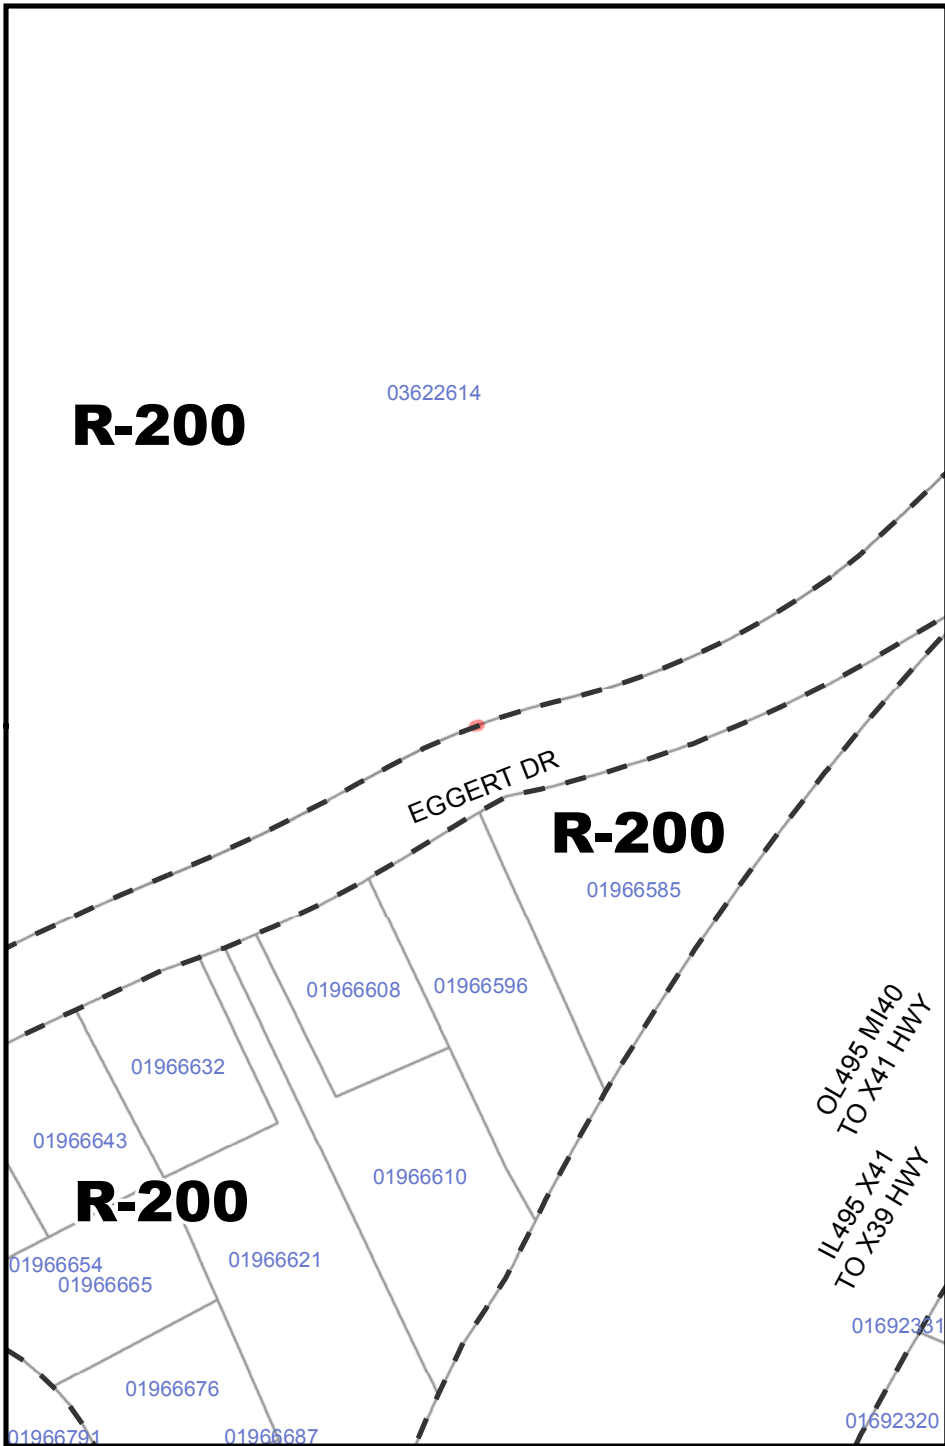 03622614
R-200
EGGERT DR
R-200
01966585
01966608
01966596
OL495 MI40
TO X41 HWY
01966632
01966643
01966610
R-200
IL495 X41
TO X39 HWY
01966621
01966654
01966665
01692331
01966676
01692320
01966791
01966687